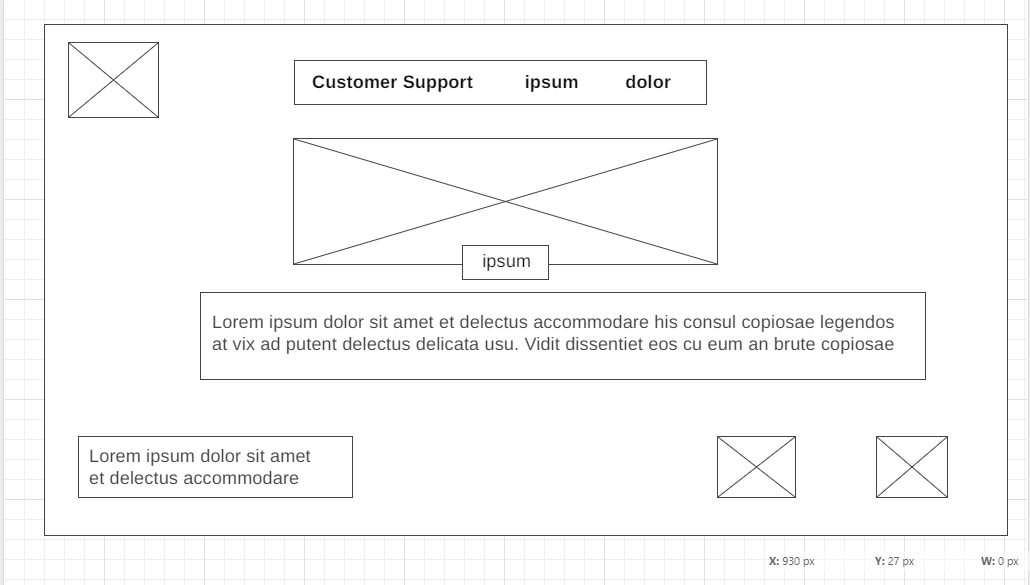 Customer Support ipsum dolor
ipsum
Lorem ipsum dolor sit amet et delectus accommodare his consul copiosae legendos
at vix ad putent delectus delicata usu. Vidit dissentiet eos cu eum an brute copiosae
Lorem ipsum dolor sit amet
et delectus accommodare
X: 930 px Y: 27 px W: 0 px